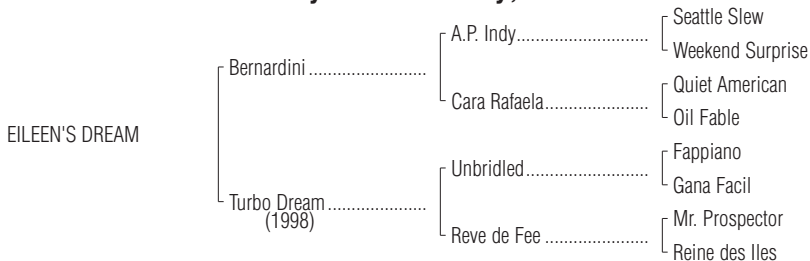 Seattle Slew
A.P. Indy
Weekend Surprise
Bernardini
Quiet American
Cara Rafaela
Oil Fable
EILEEN'S DREAM
Fappiano
Unbridled
Gana Facil
Turbo Dream
(1998)
Mr. Prospector
Reve de Fee
Reine des Iles